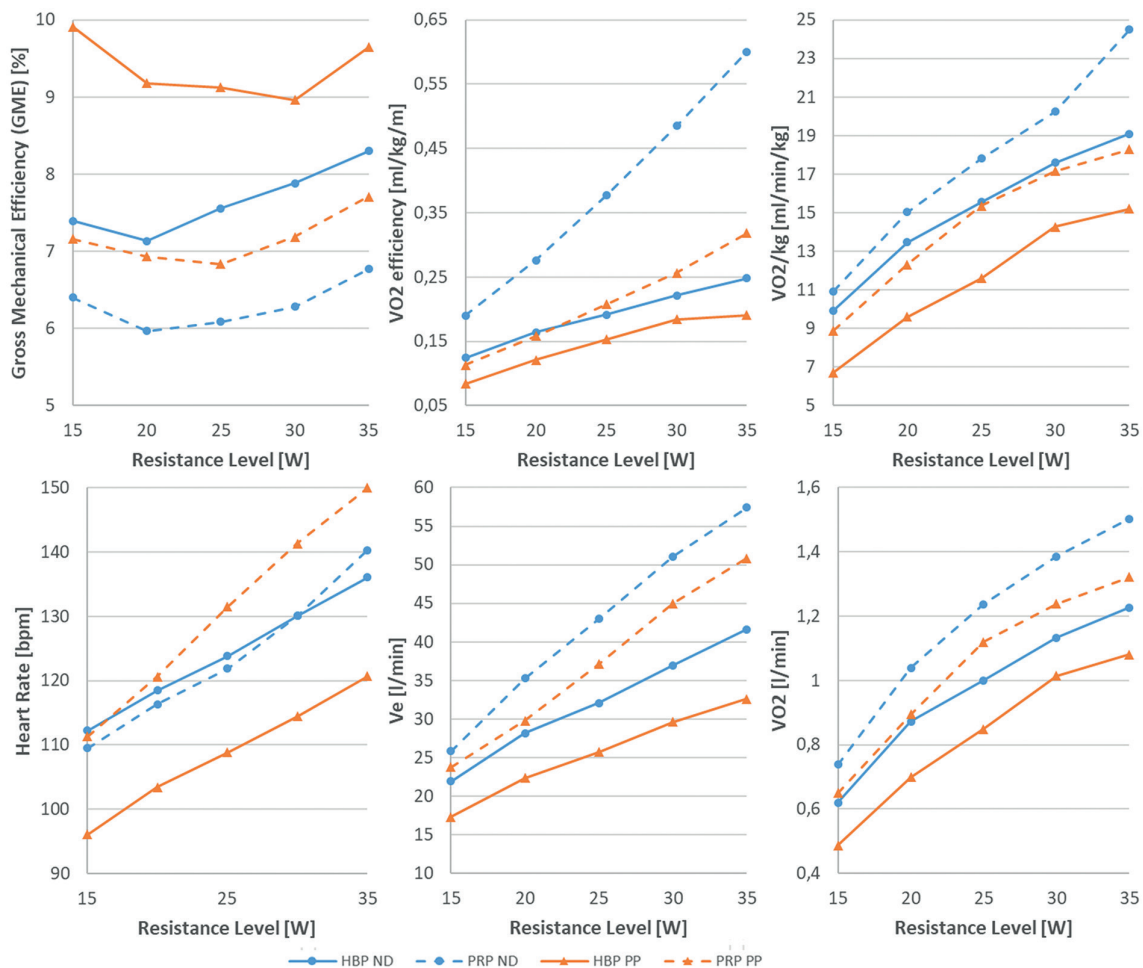 Gross Mechanical Efficiency (GME) [%]
10
9
8
7
6
5
15 20 25 30 35
Resistance Level [W]
VO2 efficiency [ml/kg/m]
0,65
0,55
0,45
0,35
0,25
0,15
0,05
15 20 25 30 35
Resistance Level [W]
VO2/kg [ml/min/kg]
25
23
21
19
17
15
13
11
9
7
5
15 20 25 30 35
Resistance Level [W]
Heart Rate [bpm]
150
140
130
120
110
100
90
15 20 25 30 35
Resistance Level [W]
Ve [l/min]
60
55
50
45
40
35
30
25
20
15
10
15 20 25 30 35
Resistance Level [W]
VO2 [l/min]
1,6
1,4
1,2
1
0,8
0,6
0,4
15 20 25 30 35
Resistance Level [W]
HBP ND PRP ND HBP PP PRP PP